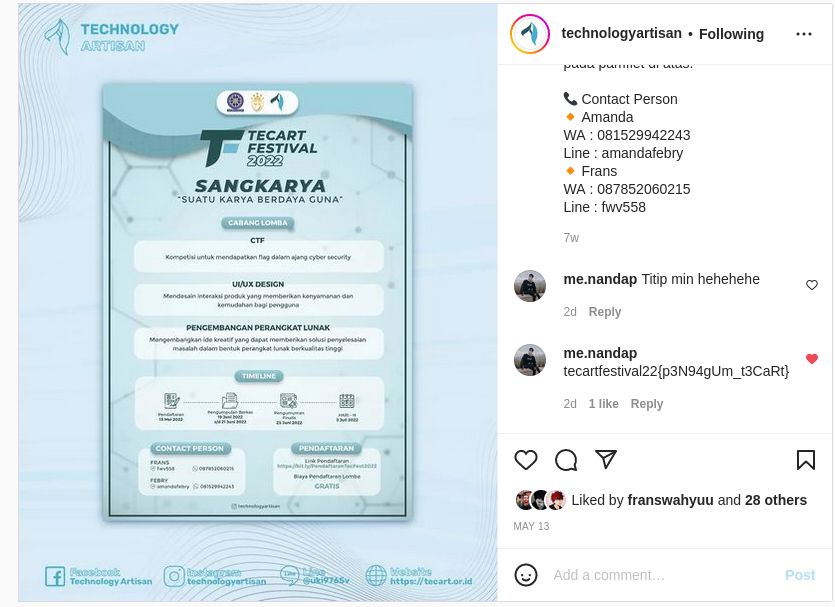 TECHNOLOGY
ARTISAN
TECART
FESTIVAL
2022
SANGKARYA
"SUATU KARYA BERDAYA GUNA"
CABANG LOMBA
CTF
Kompetisi untuk mendapatkan flag dalam ajang cyber security
UI/UX DESIGN
Mendesain interaksi produk yang memberikan kenyamanan dan
kemudahan bagi pengguna
PENGEMBANGAN PERANGKAT LUNAK
Mengembangkan ide kreatif yang dapat memberikan solusi penyelesaian
masalah dalam bentuk perangkat lunak berkualitas tinggi
TIMELINE
Pendaftaran
13 Mei 2022
Pengumpulan Berkas
19 Juni 2022
s/d 21 Juni 2022
Pengumuman
Finalis
25 Juni 2022
HARI - H
2 Juli 2022
CONTACT PERSON
FRANS
fwv558 087852060215
FEBRY
amandafebry 081529942243
PENDAFTARAN
Link Pendaftaran
https://bit.ly/PendaftaranTecFest2022
Biaya Pendaftaran Lomba
GRATIS
technologyartisan
Facebook
Technology Artisan
Instagram
technologyartisan
Line
@uki9765v
Website
https://tecart.or.id
technologyartisan • Following
pada pamflet di atas.
Contact Person
Amanda
WA : 081529942243
Line : amandafebry
Frans
WA : 087852060215
Line : fwv558
7w
me.nandap Titip min hehehehe
2d Reply
me.nandap
tecartfestival22{p3N94gUm_t3CaRt}
2d 1 like Reply
Liked by franswahyuu and 28 others
MAY 13
Add a comment…
Post